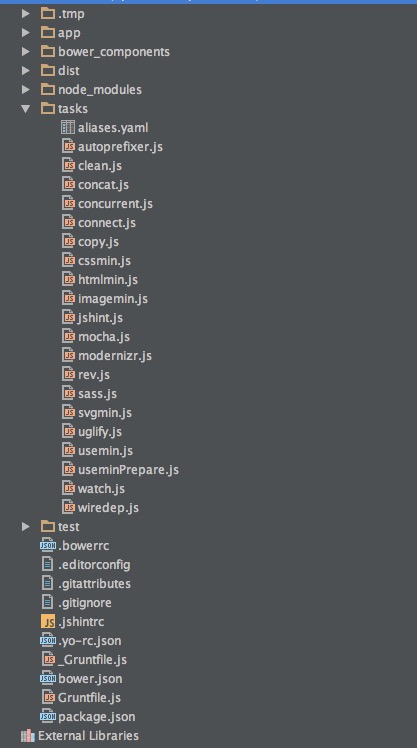 .tmp
app
bower_components
dist
node_modules
tasks
aliases.yaml
autoprefixer.js
clean.js
concat.js
concurrent.js
connect.js
copy.js
cssmin.js
htmlmin.js
imagemin.js
jshint.js
mocha.js
modernizr.js
rev.js
sass.js
svgmin.js
uglify.js
usemin.js
useminPrepare.js
watch.js
wiredep.js
test
.bowerrc
.editorconfig
.gitattributes
.gitignore
.jshintrc
.yo-rc.json
_Gruntfile.js
bower.json
Gruntfile.js
package.json
External Libraries